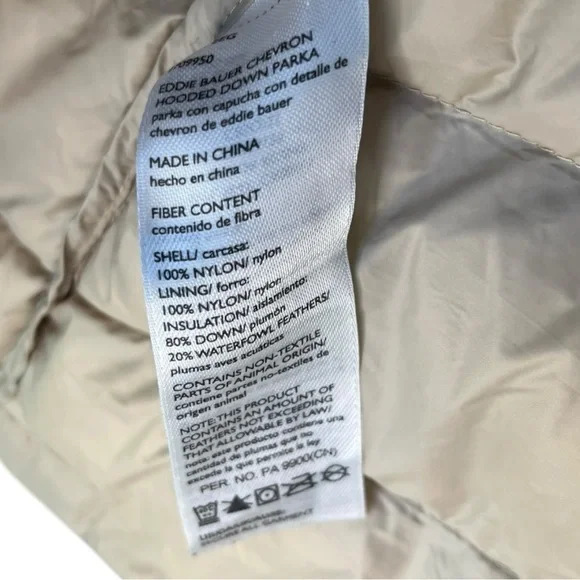 EDDIE BAUER CHEVRON
HOODED DOWN PARKA
parka con capucha con detalle de
chevron de eddie bauer
MADE IN CHINA
hecho en china
FIBER CONTENT
contenido de fibra
SHELL/ carcasa:
100% NYLON/ nylon
LINING/ forro:
100% NYLON/ nylon
INSULATION/ aislamiento:
80% DOWN/ plumón
20% WATERFOWL FEATHERS/
plumas aves acuáticas
CONTAINS NON-TEXTILE
PARTS OF ANIMAL ORIGIN/
contiene partes no-textiles de
origen animal
NOTE: THIS PRODUCT
CONTAINS AN AMOUNT OF
FEATHERS NOT EXCEEDING
THAT ALLOWABLE BY LAW/
nota: este producto contiene una
cantidad de plumas que no
excede la que permite la ley
PER. NO. PA 9900(CN)
ALL GARMENT